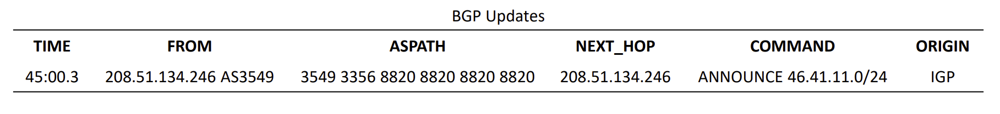 BGP Updates
TIME FROM ASPATH NEXT_HOP COMMAND ORIGIN
45:00.3 208.51.134.246 AS3549 3549 3356 8820 8820 8820 8820 208.51.134.246 ANNOUNCE 46.41.11.0/24 IGP